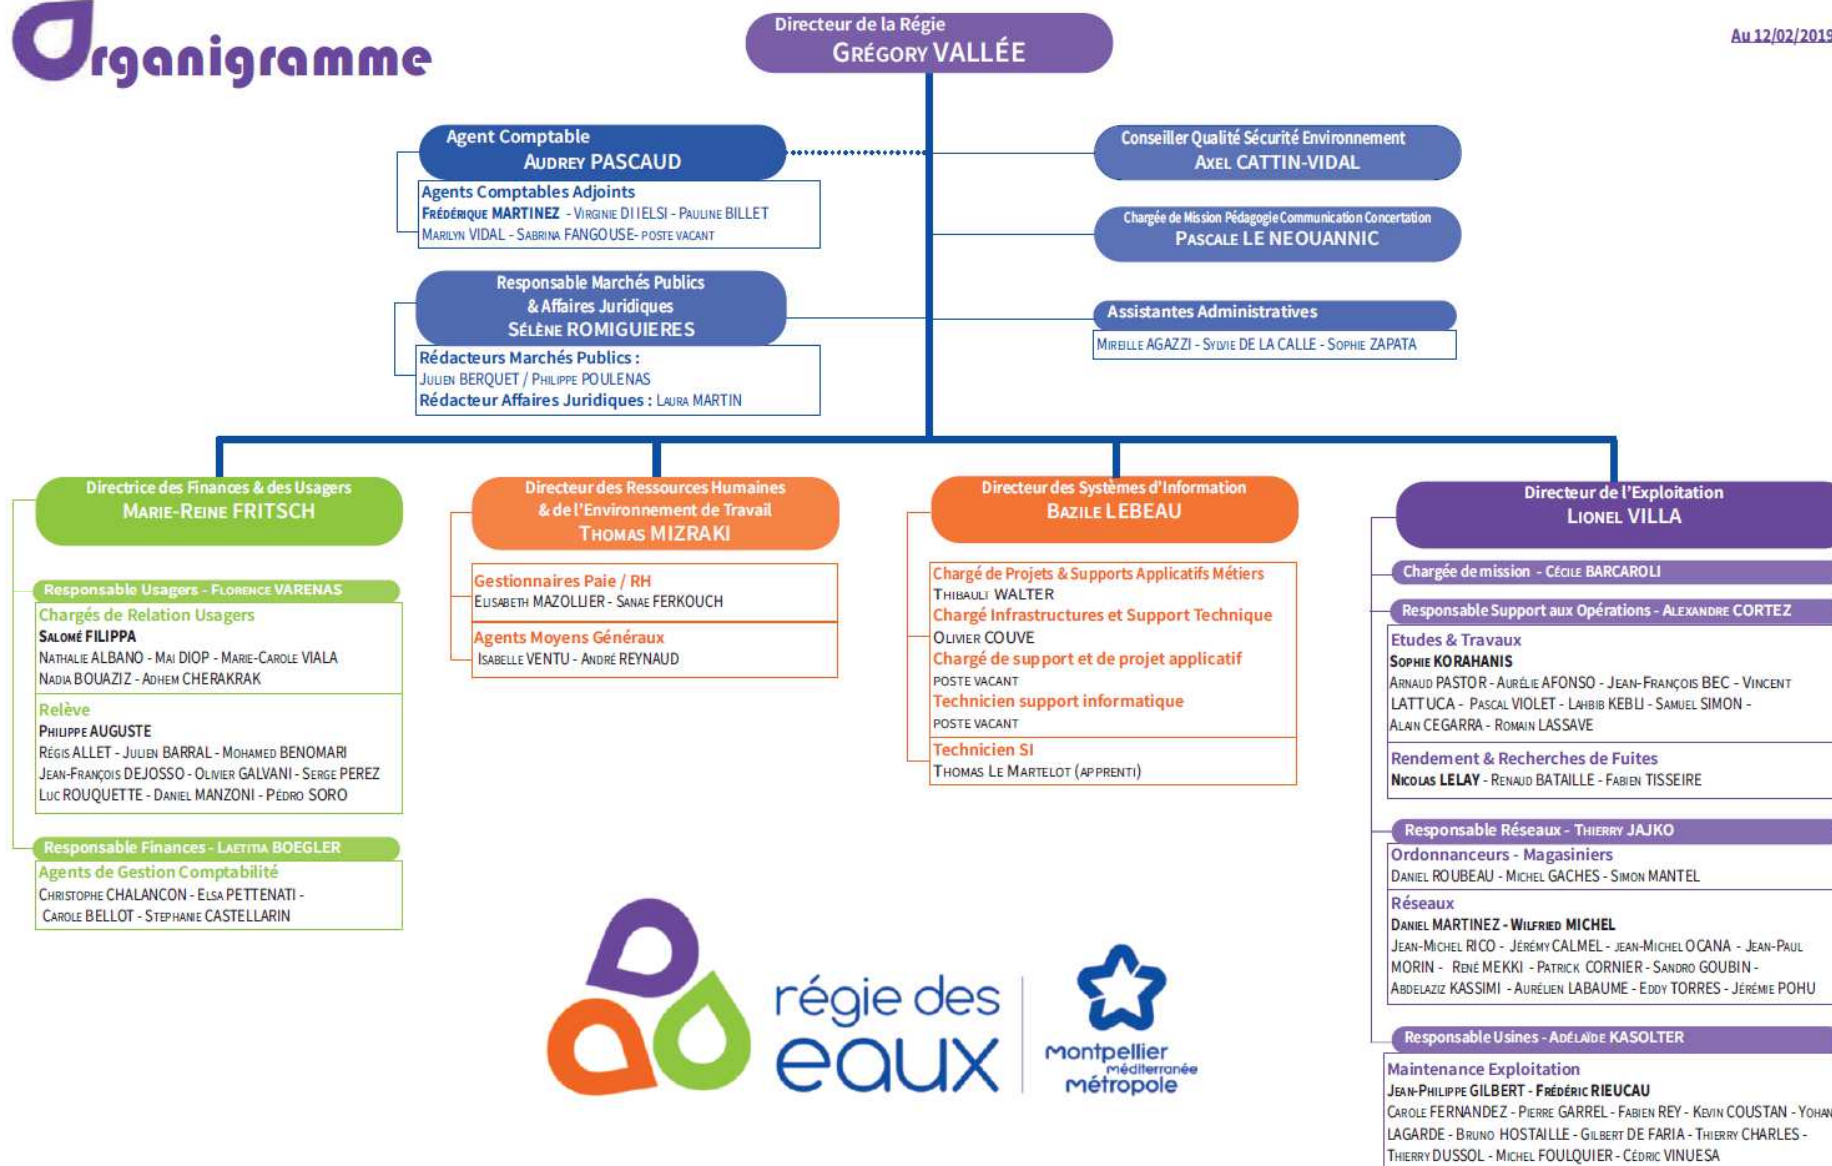 Organigramme
Directeur de la Régie
GRÉGORY VALLÉE
Au 12/02/2019
Agent Comptable
AUDREY PASCAUD
Agents Comptables Adjoints
FRÉDÉRIQUE MARTINEZ - VIRGINIE DIIELSI - PAULINE BILLET
MARILYN VIDAL - SABRINA FANGOUSE- POSTE VACANT
Conseiller Qualité Sécurité Environnement
AXEL CATTIN-VIDAL
Chargée de Mission Pédagogie Communication Concertation
PASCALE LE NEOUANNIC
Responsable Marchés Publics
& Affaires Juridiques
SÉLÈNE ROMIGUIERES
Rédacteurs Marchés Publics :
JULIEN BERQUET / PHILIPPE POULENAS
Rédacteur Affaires Juridiques : LAURA MARTIN
Assistantes Administratives
MIREILLE AGAZZI - SYLVIE DE LA CALLE - SOPHIE ZAPATA
Directrice des Finances & des Usagers
MARIE-REINE FRITSCH
Responsable Usagers - FLORENCE VARENAS
Chargés de Relation Usagers
SALOMÉ FILIPPA
NATHALIE ALBANO - MAI DIOP - MARIE-CAROLE VIALA
NADIA BOUAZIZ - ADHEM CHERAKRAK
Relève
PHILIPPE AUGUSTE
RÉGIS ALLET - JULIEN BARRAL - MOHAMED BENOMARI
JEAN-FRANÇOIS DEJOSSO - OLIVIER GALVANI - SERGE PEREZ
LUC ROUQUETTE - DANIEL MANZONI - PÉDRO SORO
Responsable Finances - LAETITIA BOEGLER
Agents de Gestion Comptabilité
CHRISTOPHE CHALANCON - ELSA PETTENATI -
CAROLE BELLOT - STEPHANIE CASTELLARIN
Directeur des Ressources Humaines
& de l'Environnement de Travail
THOMAS MIZRAKI
Gestionnaires Paie / RH
ELISABETH MAZOLLIER - SANAE FERKOUCH
Agents Moyens Généraux
ISABELLE VENTU - ANDRÉ REYNAUD
Directeur des Systèmes d'Information
BAZILE LEBEAU
Chargé de Projets & Supports Applicatifs Métiers
THIBAULT WALTER
Chargé Infrastructures et Support Technique
OLIVIER COUVE
Chargé de support et de projet applicatif
POSTE VACANT
Technicien support informatique
POSTE VACANT
Technicien SI
THOMAS LE MARTELOT (APPRENTI)
Directeur de l'Exploitation
LIONEL VILLA
Chargée de mission - CÉCILE BARCAROLI
Responsable Support aux Opérations - ALEXANDRE CORTEZ
Etudes & Travaux
SOPHIE KORAHANIS
ARNAUD PASTOR - AURÉLIE AFONSO - JEAN-FRANÇOIS BEC - VINCENT
LATTUCA - PASCAL VIOLET - LAHBIB KEBLI - SAMUEL SIMON -
ALAIN CEGARRA - ROMAIN LASSAVE
Rendement & Recherches de Fuites
NICOLAS LELAY - RENAUD BATAILLE - FABIEN TISSEIRE
Responsable Réseaux - THIERRY JAJKO
Ordonnanceurs - Magasiniers
DANIEL ROUBEAU - MICHEL GACHES - SIMON MANTEL
Réseaux
DANIEL MARTINEZ - WILFRIED MICHEL
JEAN-MICHEL RICO - JÉRÉMY CALMEL - JEAN-MICHEL OCANA - JEAN-PAUL
MORIN - RENÉ MEKKI - PATRICK CORNIER - SANDRO GOUBIN -
ABDELAZIZ KASSIMI - AURÉLIEN LABAUME - EDDY TORRES - JÉRÉMIE POHU
Responsable Usines - ADÉLAÏDE KASOLTER
Maintenance Exploitation
JEAN-PHILIPPE GILBERT - FRÉDÉRIC RIEUCAU
CAROLE FERNANDEZ - PIERRE GARREL - FABIEN REY - KEVIN COUSTAN - YOHAN
LAGARDE - BRUNO HOSTAILLE - GILBERT DE FARIA - THIERRY CHARLES -
THIERRY DUSSOL - MICHEL FOULQUIER - CÉDRIC VINUESA
régie des
eaux
montpellier
méditerranée
métropole